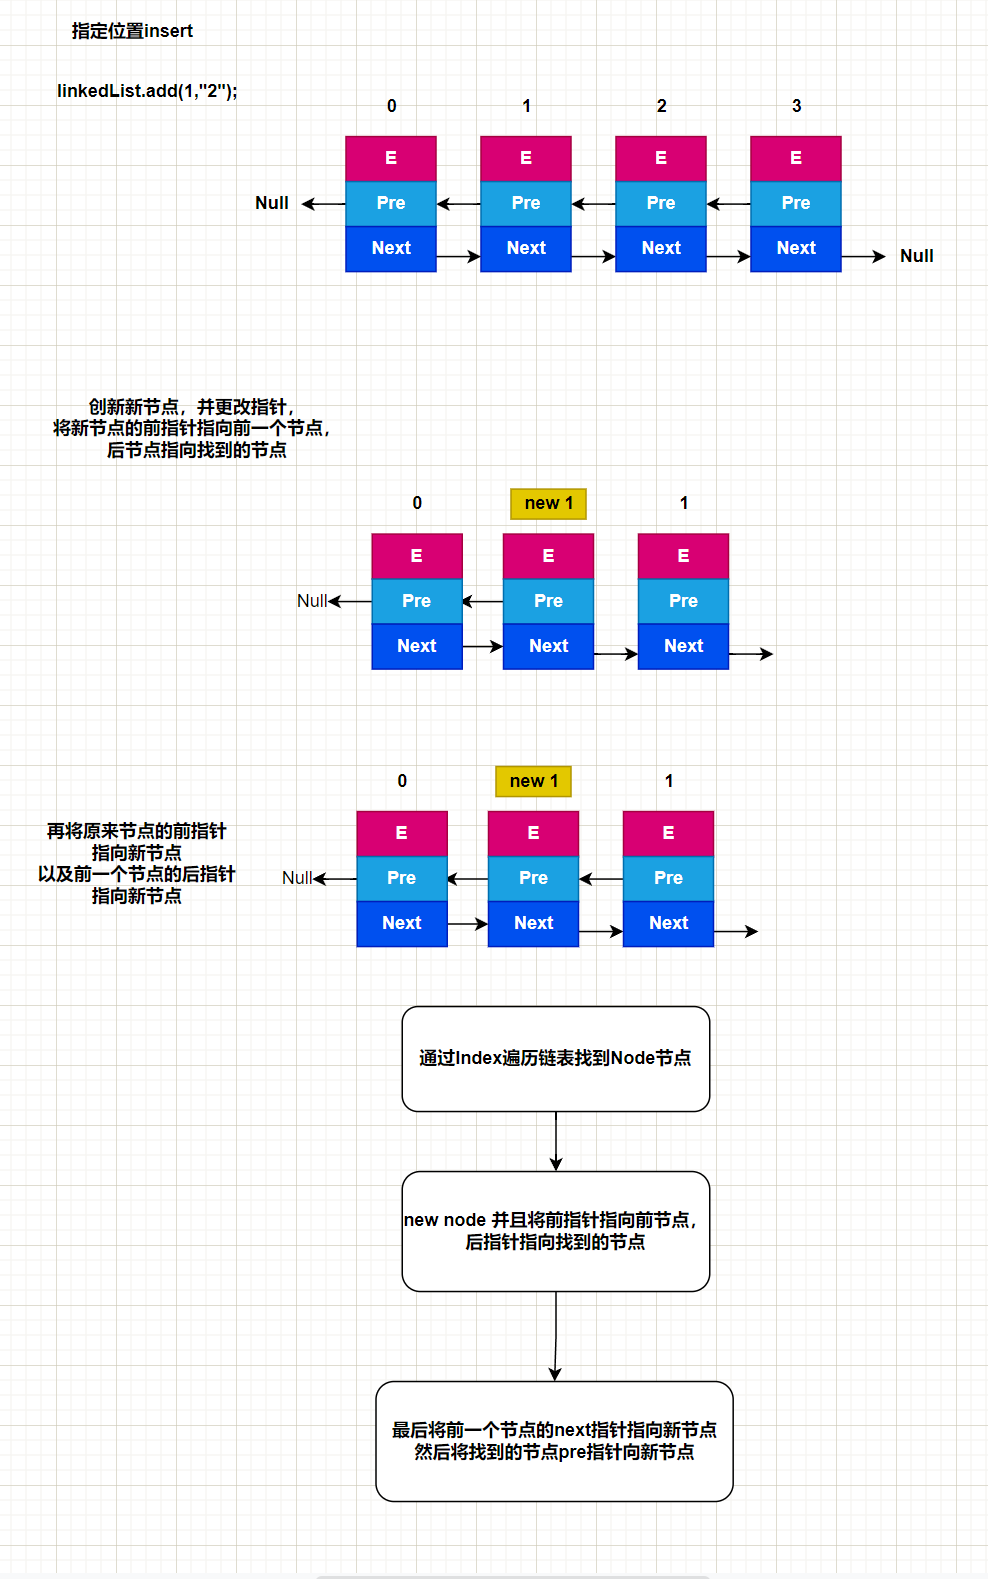 指定位置insert
linkedList.add(1,"2");
0 1 2 3
E E E E
Null Pre Pre Pre Pre
Next Next Next Next Null
创新新节点，并更改指针，
将新节点的前指针指向前一个节点，
后节点指向找到的节点
0 new 1 1
E E E
Null Pre Pre Pre
Next Next Next
0 new 1 1
E E E
再将原来节点的前指针
指向新节点
以及前一个节点的后指针
指向新节点
Null Pre Pre Pre
Next Next Next
通过Index遍历链表找到Node节点
new node 并且将前指针指向前节点，
后指针指向找到的节点
最后将前一个节点的next指针指向新节点
然后将找到的节点pre指针向新节点